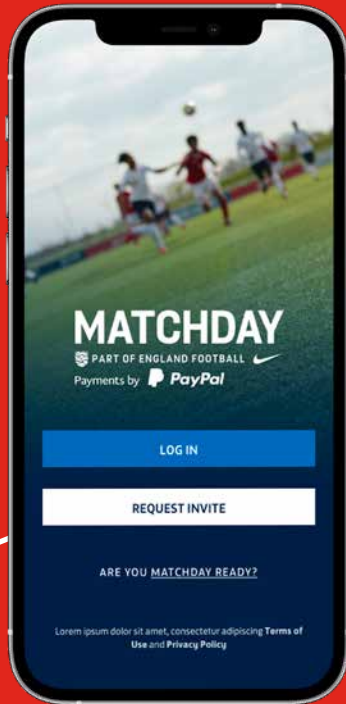 MATCHDAY
PART OF ENGLAND FOOTBALL
Payments by PayPal
LOG IN
REQUEST INVITE
ARE YOU MATCHDAY READY?
Lorem ipsum dolor sit amet, consectetur adipiscing Terms of
Use and Privacy Policy